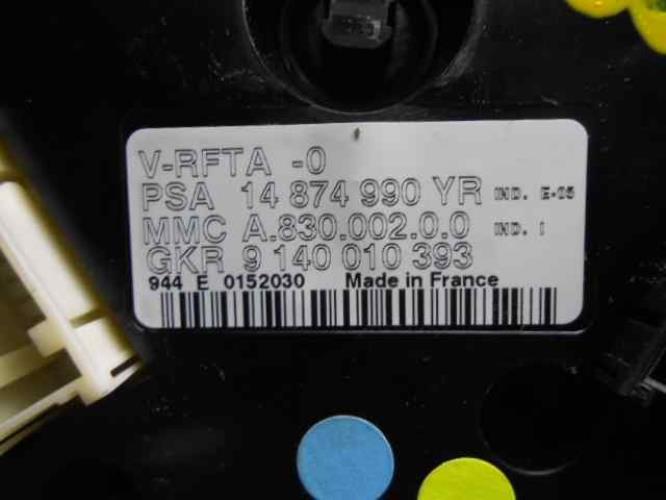 V-RFTA -0
PSA 14 874 990 YR IND. E-05
MMC A.830.002.0.0 IND. I
GKR 9 140 010 393
944 E 0152030 Made in France